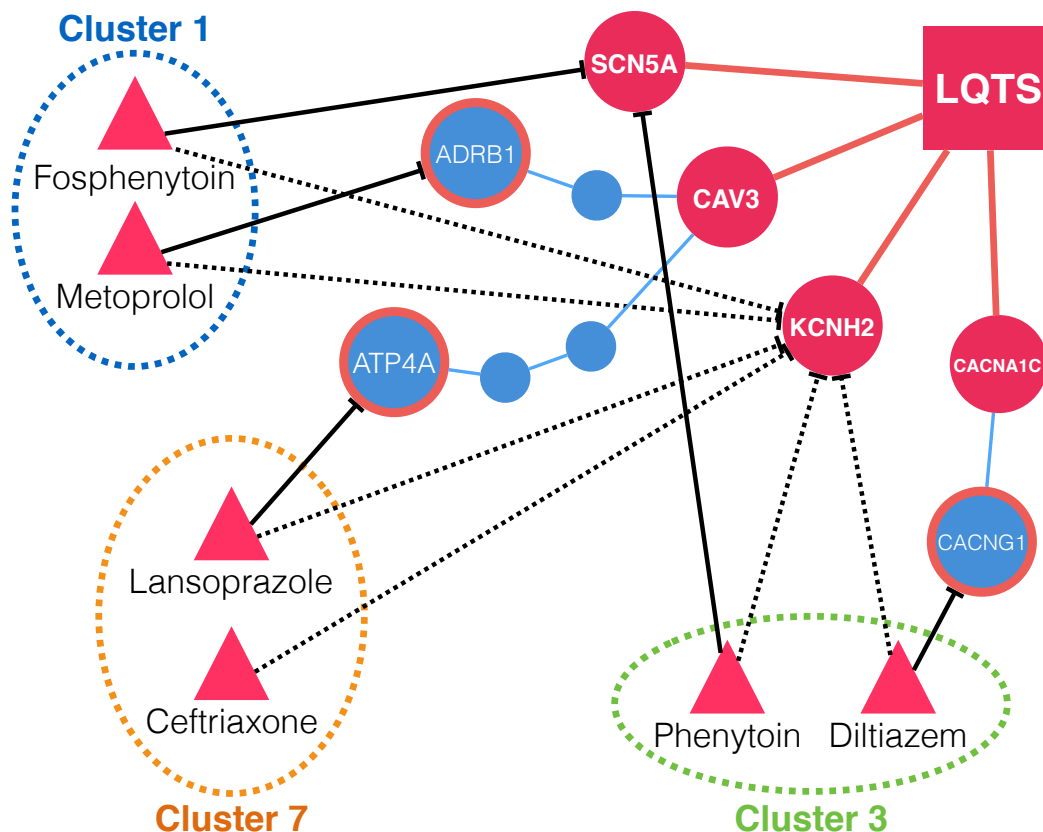 Cluster 1
SCN5A
LQTS
ADRB1
Fosphenytoin
CAV3
Metoprolol
KCNH2
ATP4A
CACNA1C
Lansoprazole
CACNG1
Ceftriaxone
Phenytoin
Diltiazem
Cluster 7
Cluster 3